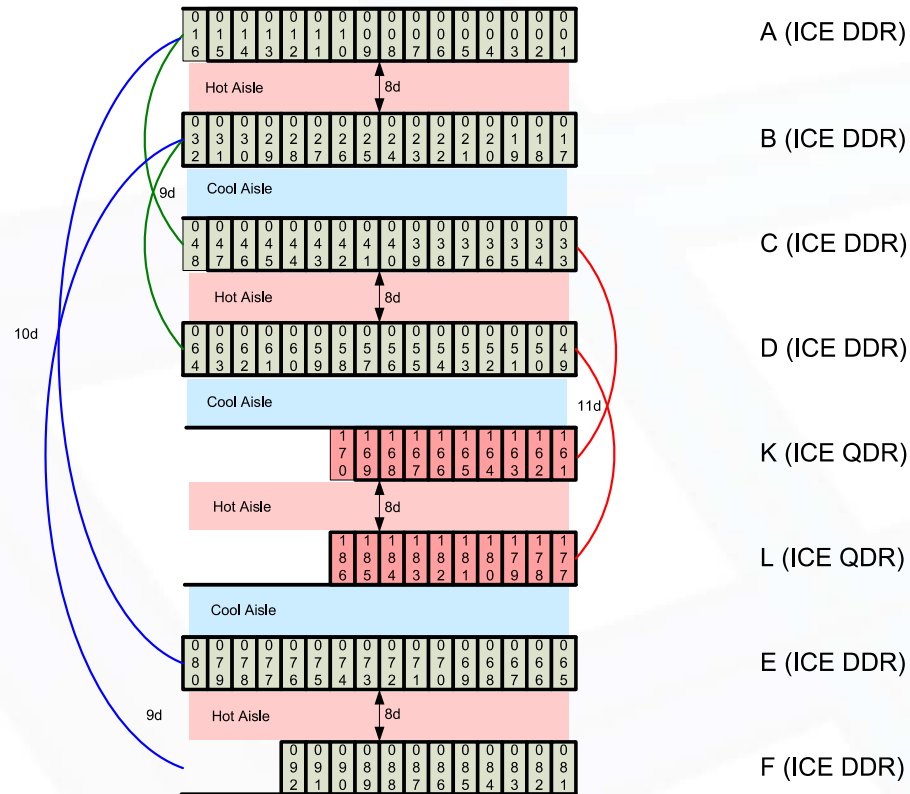 016 015 014 013 012 011 010 009 008 007 006 005 004 003 002 001 A (ICE DDR)
Hot Aisle 8d
032 031 030 029 028 027 026 025 024 023 022 021 020 019 018 017 B (ICE DDR)
9d Cool Aisle
048 047 046 045 044 043 042 041 040 039 038 037 036 035 034 033 C (ICE DDR)
Hot Aisle 8d
10d
064 063 062 061 060 059 058 057 056 055 054 053 052 051 050 049 D (ICE DDR)
Cool Aisle 11d
170 169 168 167 166 165 164 163 162 161 K (ICE QDR)
Hot Aisle 8d
186 185 184 183 182 181 180 179 178 177 L (ICE QDR)
Cool Aisle
080 079 078 077 076 075 074 073 072 071 070 069 068 067 066 065 E (ICE DDR)
9d Hot Aisle 8d
092 091 090 089 088 087 086 085 084 083 082 081 F (ICE DDR)